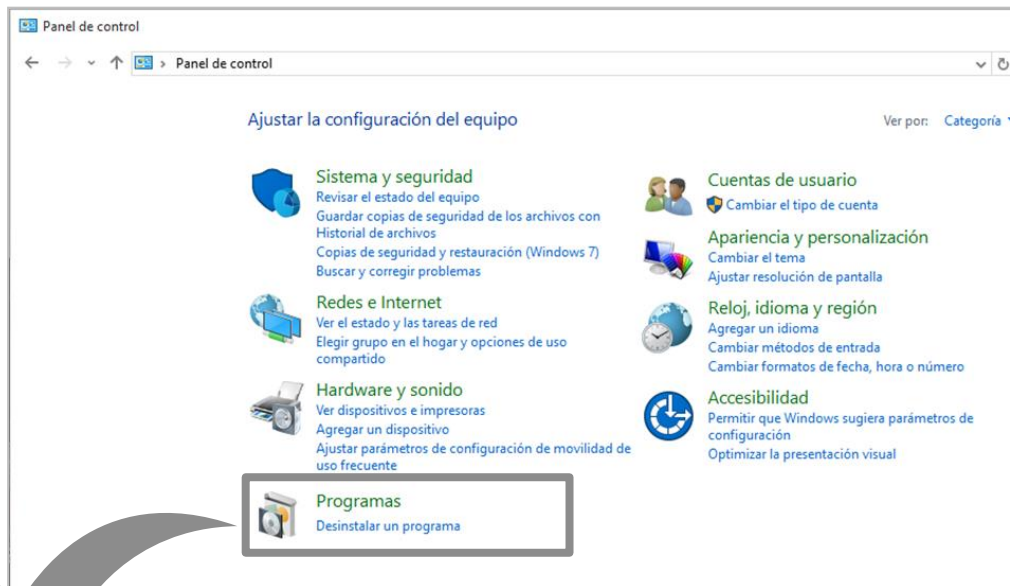 Panel de control
Panel de control
Ajustar la configuración del equipo
Ver por: Categoría
Sistema y seguridad
Revisar el estado del equipo
Guardar copias de seguridad de los archivos con
Historial de archivos
Copias de seguridad y restauración (Windows 7)
Buscar y corregir problemas
Redes e Internet
Ver el estado y las tareas de red
Elegir grupo en el hogar y opciones de uso
compartido
Hardware y sonido
Ver dispositivos e impresoras
Agregar un dispositivo
Ajustar parámetros de configuración de movilidad de
uso frecuente
Programas
Desinstalar un programa
Cuentas de usuario
Cambiar el tipo de cuenta
Apariencia y personalización
Cambiar el tema
Ajustar resolución de pantalla
Reloj, idioma y región
Agregar un idioma
Cambiar métodos de entrada
Cambiar formatos de fecha, hora o número
Accesibilidad
Permitir que Windows sugiera parámetros de
configuración
Optimizar la presentación visual